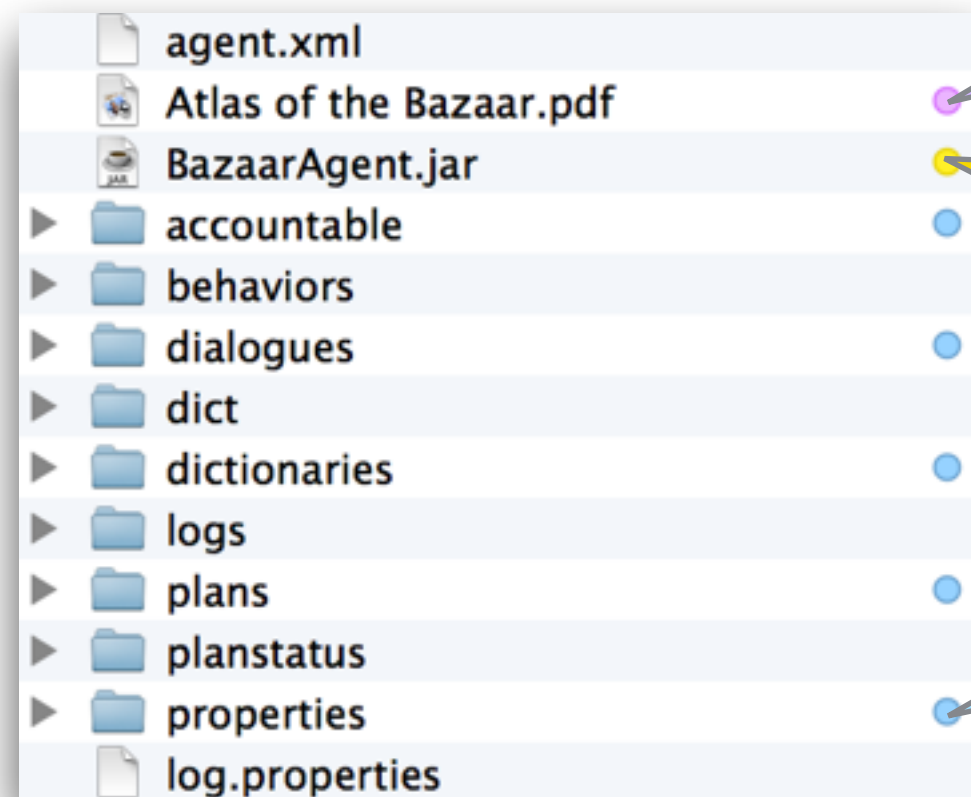 agent.xml
Atlas of the Bazaar.pdf
JAR
BazaarAgent.jar
accountable
behaviors
dialogues
dict
dictionaries
logs
plans
planstatus
properties
log.properties